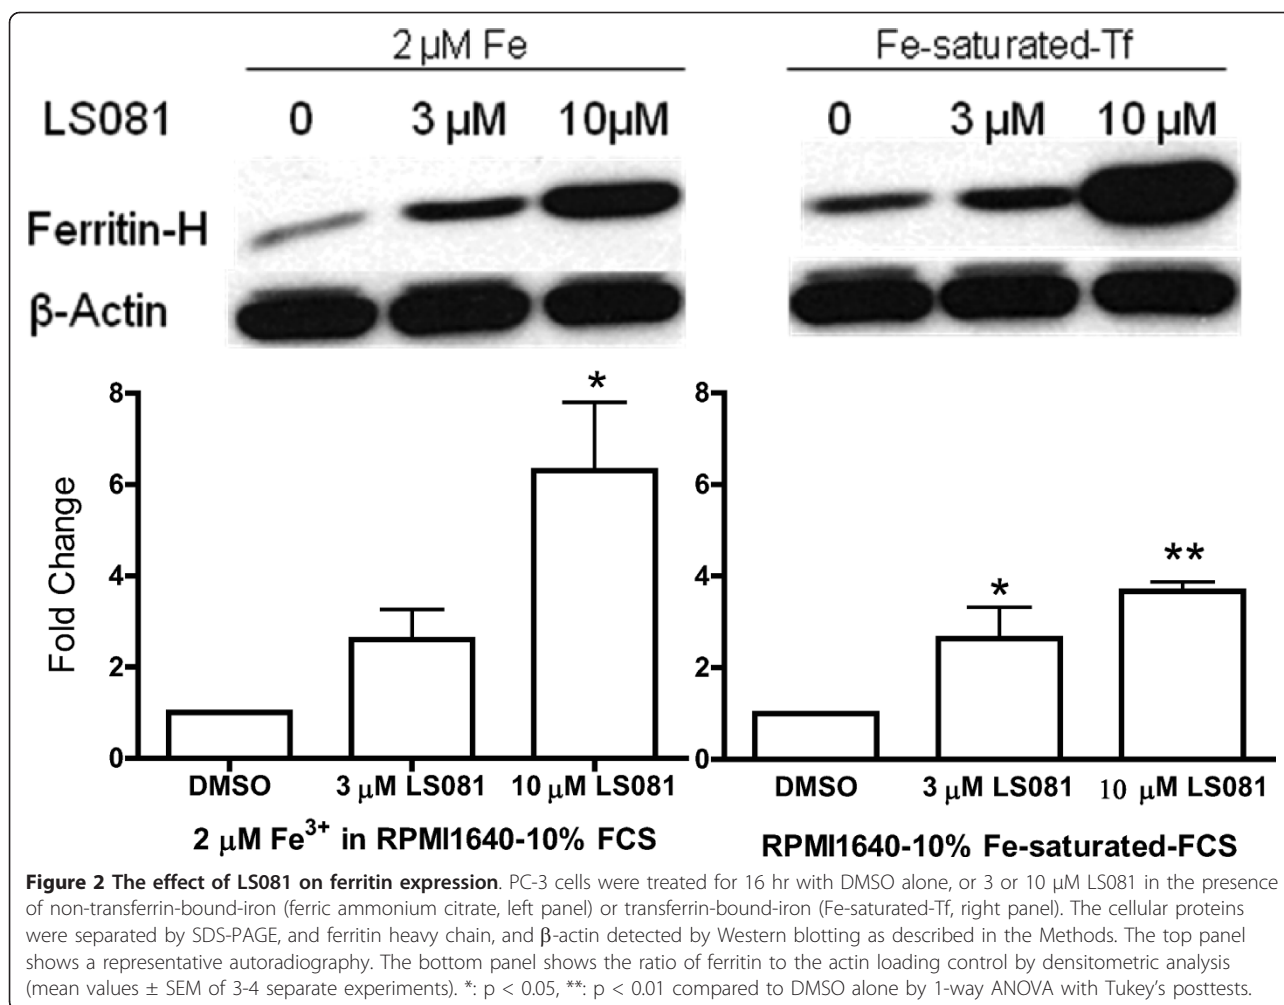 2 µM Fe
Fe-saturated-Tf
LS081 0 3 µM 10µM 0 3 µM 10 µM
Ferritin-H
β-Actin
Fold Change
8
6
4
2
0
*
DMSO 3 µM LS081 10 µM LS081
2 µM Fe³⁺ in RPMI1640-10% FCS
8
6
4
2
0
*
**
DMSO 3 µM LS081 10 µM LS081
RPMI1640-10% Fe-saturated-FCS
Figure 2 The effect of LS081 on ferritin expression. PC-3 cells were treated for 16 hr with DMSO alone, or 3 or 10 µM LS081 in the presence
of non-transferrin-bound-iron (ferric ammonium citrate, left panel) or transferrin-bound-iron (Fe-saturated-Tf, right panel). The cellular proteins
were separated by SDS-PAGE, and ferritin heavy chain, and β-actin detected by Western blotting as described in the Methods. The top panel
shows a representative autoradiography. The bottom panel shows the ratio of ferritin to the actin loading control by densitometric analysis
(mean values ± SEM of 3-4 separate experiments). *: p < 0.05, **: p < 0.01 compared to DMSO alone by 1-way ANOVA with Tukey's posttests.